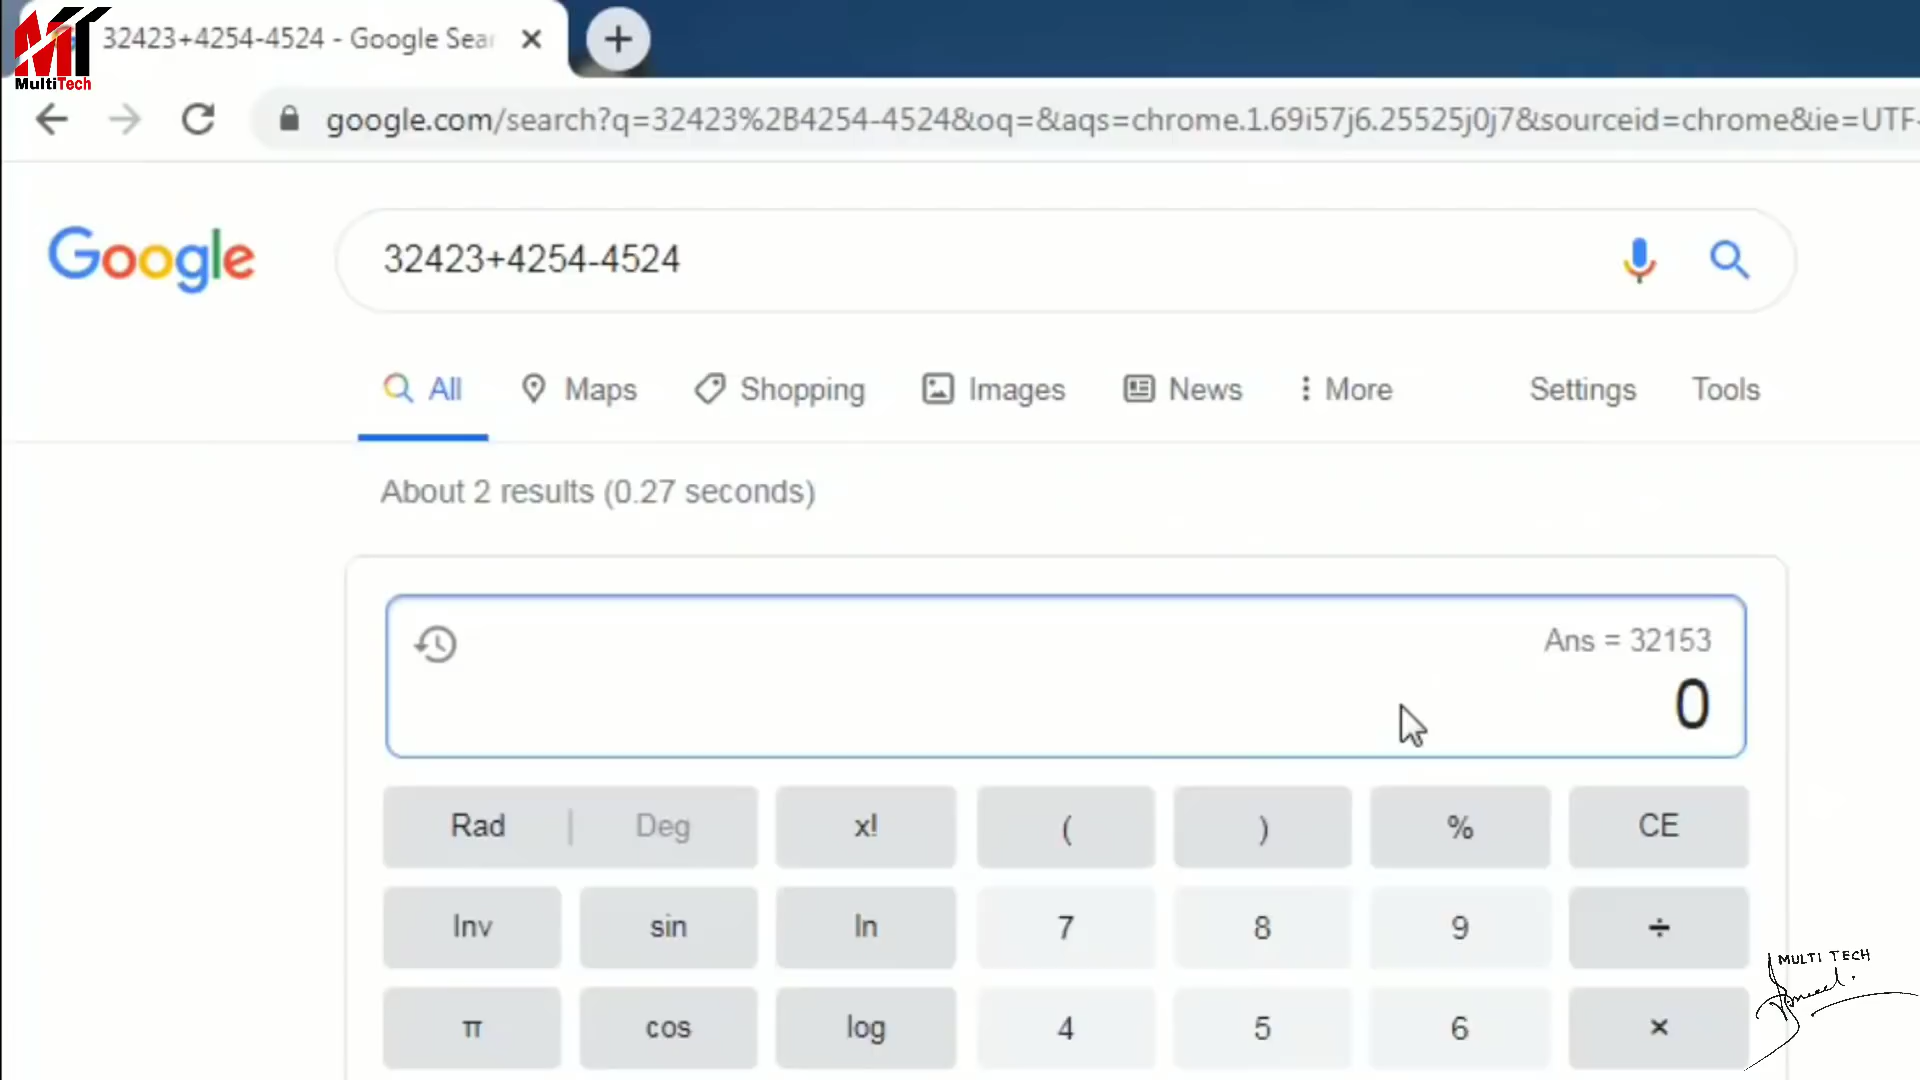 MT
MultiTech
32423+4254-4524 - Google Sear
google.com/search?q=32423%2B4254-4524&oq=&aqs=chrome.1.69i57j6.25525j0j7&sourceid=chrome&ie=UTF-
Google
32423+4254-4524
All Maps Shopping Images News More Settings Tools
About 2 results (0.27 seconds)
Ans = 32153
0
Rad | Deg x! ( ) % CE
Inv sin ln 7 8 9 ÷
π cos log 4 5 6 ×
MULTI TECH